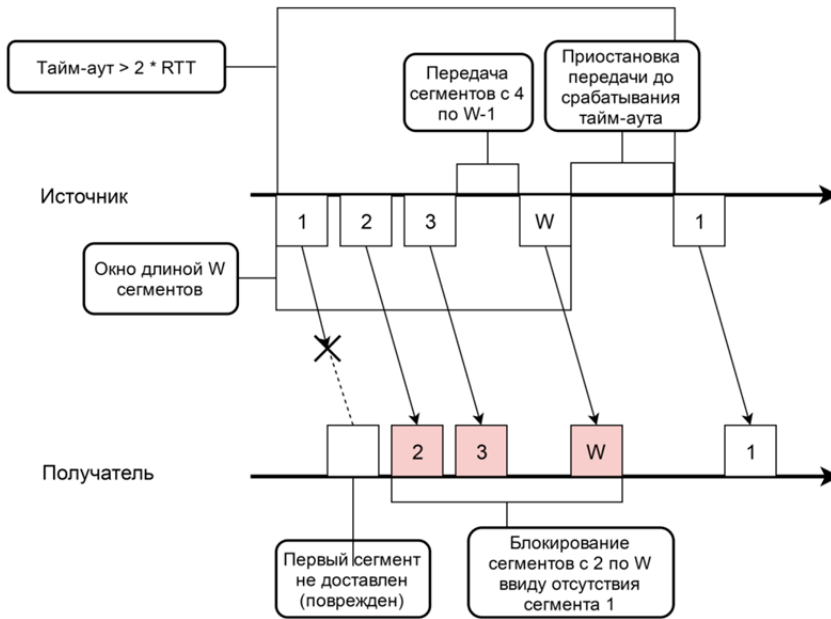 Тайм-аут > 2 * RTT
Передача
сегментов с 4
по W-1
Приостановка
передачи до
срабатывания
тайм-аута
Источник
1
2
3
W
1
Окно длиной W
сегментов
2
3
W
1
Получатель
Первый сегмент
не доставлен
(поврежден)
Блокирование
сегментов с 2 по W
ввиду отсутствия
сегмента 1